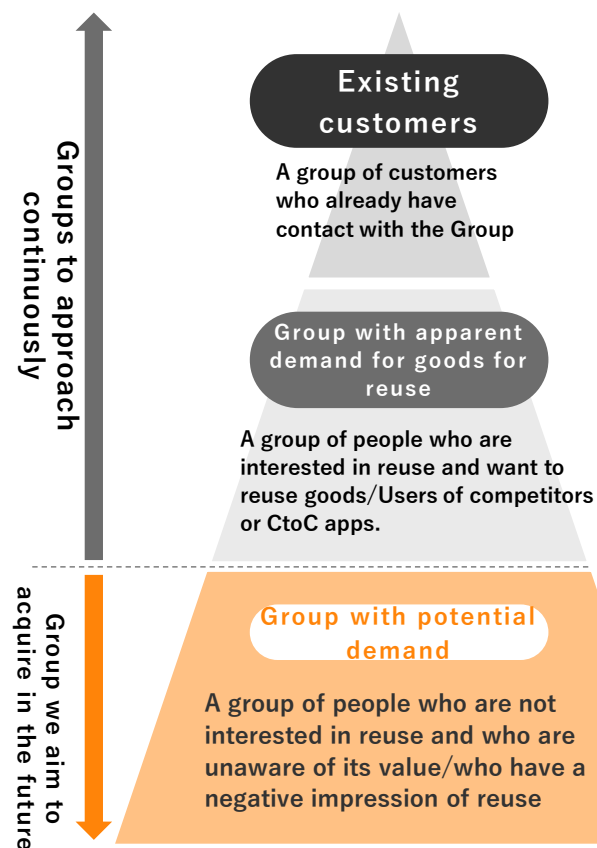 Existing
customers
A group of customers
who already have
contact with the Group
Groups to approach
continuously
Group with apparent
demand for goods for
reuse
A group of people who are
interested in reuse and want to
reuse goods/Users of competitors
or CtoC apps.
Group with potential
demand
A group of people who are not
interested in reuse and who are
unaware of its value/who have a
negative impression of reuse
Group we aim to
acquire in the future